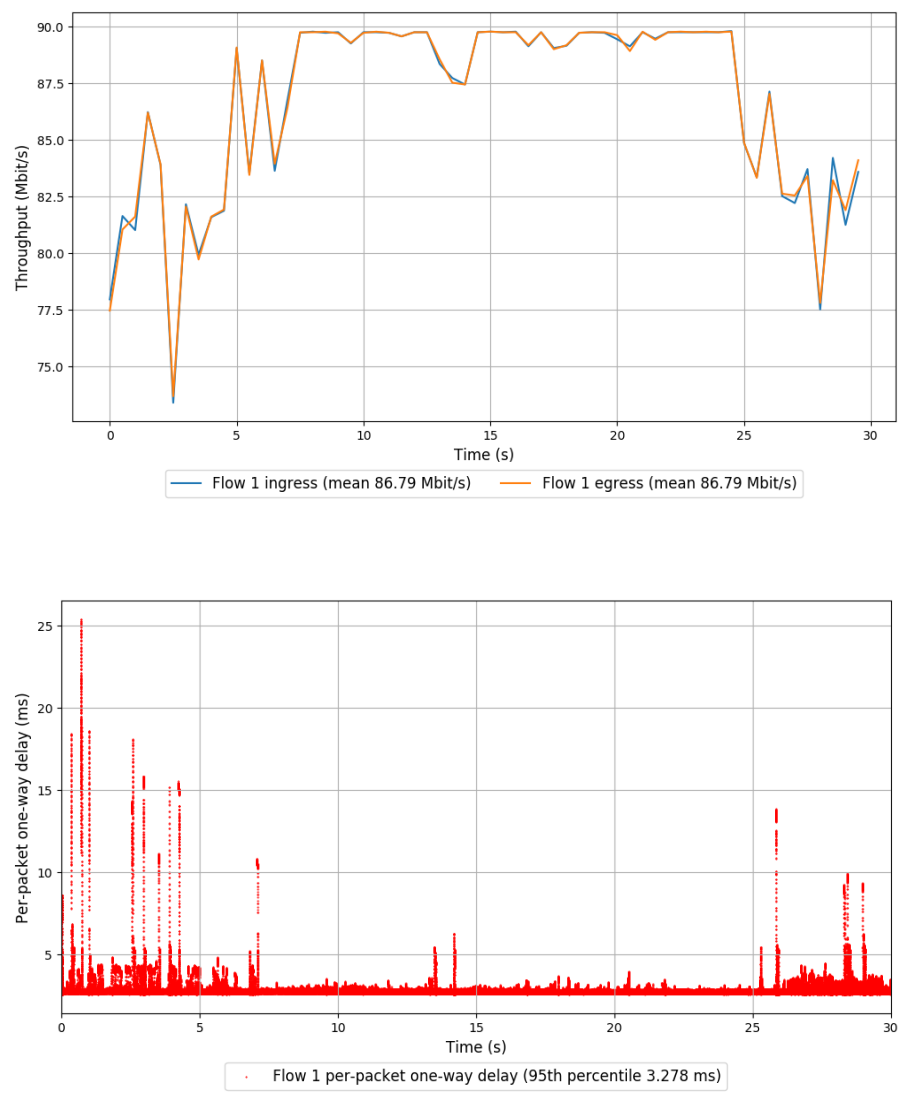 90.0
87.5
85.0
82.5
80.0
77.5
75.0
Throughput (Mbit/s)
0 5 10 15 20 25 30
Time (s)
Flow 1 ingress (mean 86.79 Mbit/s) Flow 1 egress (mean 86.79 Mbit/s)
25
20
15
10
5
Per-packet one-way delay (ms)
0 5 10 15 20 25 30
Time (s)
Flow 1 per-packet one-way delay (95th percentile 3.278 ms)